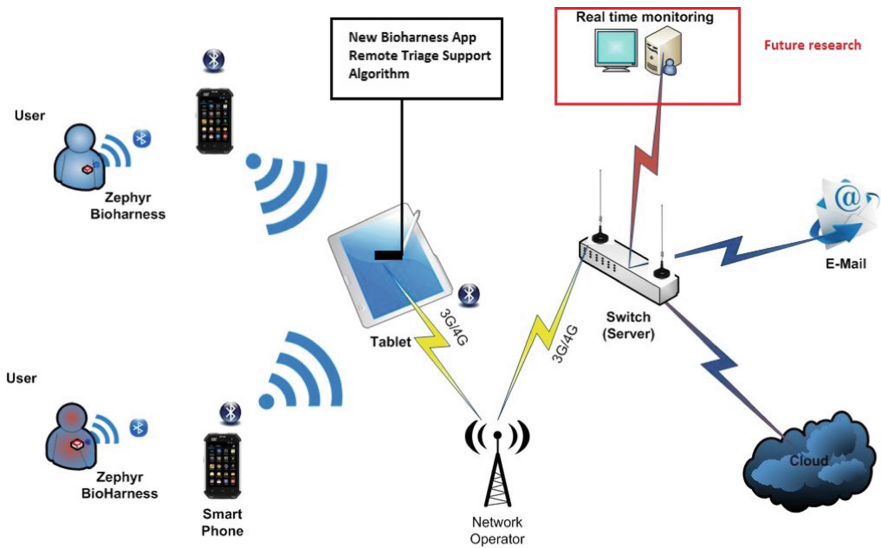 New Bioharness App
Remote Triage Support
Algorithm
Real time monitoring
Future research
User
Zephyr
Bioharness
Tablet
3G/4G
3G/4G
Switch
(Server)
@
E-Mail
User
Zephyr
BioHarness
Smart
Phone
Network
Operator
Cloud